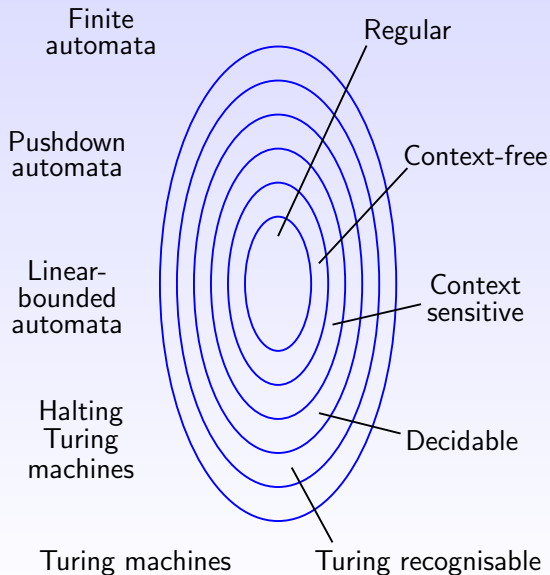 Finite
automata
Regular
Pushdown
automata
Context-free
Linear-
bounded
automata
Context
sensitive
Halting
Turing
machines
Decidable
Turing machines
Turing recognisable